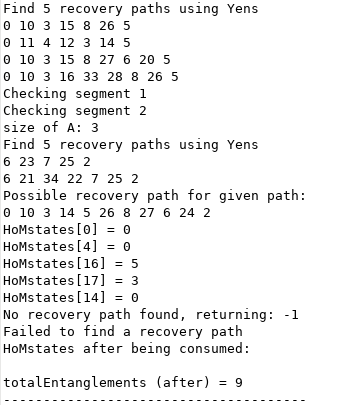 Find 5 recovery paths using Yens
0 10 3 15 8 26 5
0 11 4 12 3 14 5
0 10 3 15 8 27 6 20 5
0 10 3 16 33 28 8 26 5
Checking segment 1
Checking segment 2
size of A: 3
Find 5 recovery paths using Yens
6 23 7 25 2
6 21 34 22 7 25 2
Possible recovery path for given path:
0 10 3 14 5 26 8 27 6 24 2
HoMstates[0] = 0
HoMstates[4] = 0
HoMstates[16] = 5
HoMstates[17] = 3
HoMstates[14] = 0
No recovery path found, returning: -1
Failed to find a recovery path
HoMstates after being consumed:
totalEntanglements (after) = 9
--------------------------------------